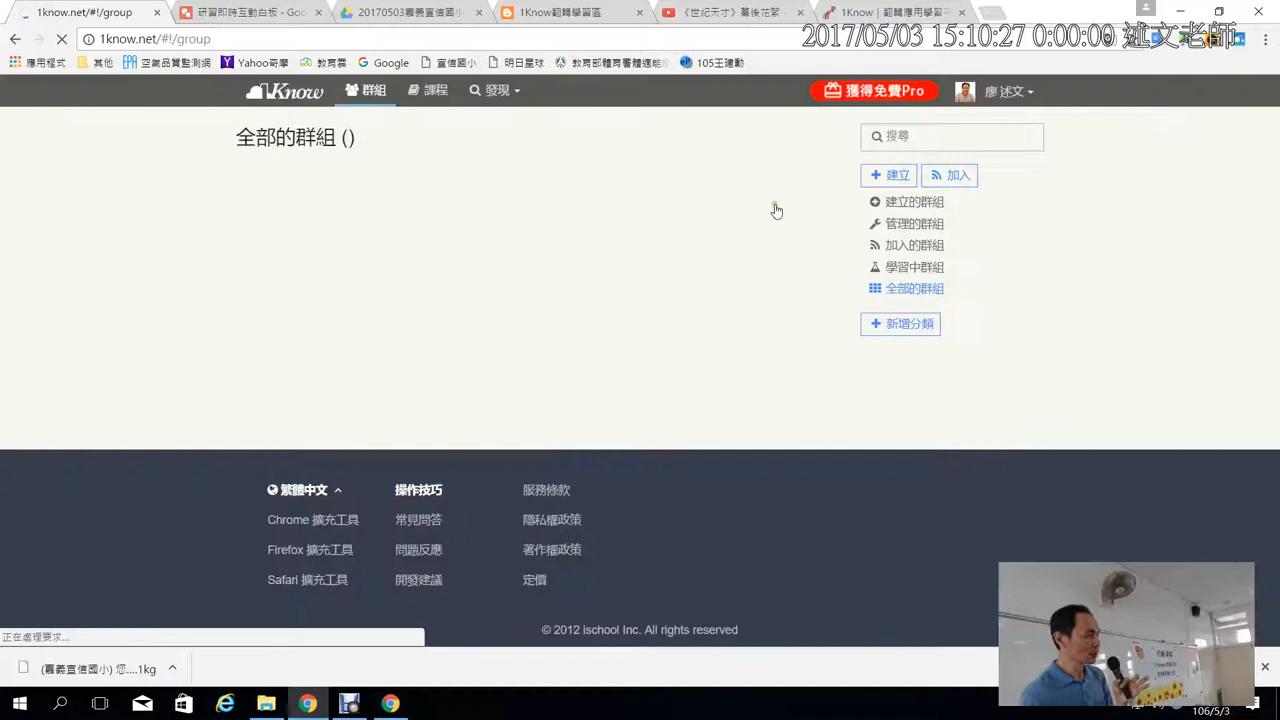 1know.net/#!/group
研習即時互動白板 - Goo
20170503嘉義宣信國小
1Know翻轉學習區
《世紀天才》幕後花絮 -
1Know | 翻轉應用學習平
1know.net/#!/group
2017/05/03 15:10:27 0:00:00 述文老師
應用程式
其他
空氣品質監測網
Yahoo奇摩
教育雲
Google
宣信國小
明日星球
教育部體育署體適能
105王建勳
1Know
群組
課程
發現
獲得免費Pro
廖 述文
全部的群組 ()
搜尋
建立
加入
建立的群組
管理的群組
加入的群組
學習中群組
全部的群組
新增分類
繁體中文
操作技巧
服務條款
Chrome 擴充工具
常見問答
隱私權政策
Firefox 擴充工具
問題反應
著作權政策
Safari 擴充工具
開發建議
定價
© 2012 ischool Inc. All rights reserved
正在處理要求...
(嘉義宣信國小) 您....1kg
106/5/3